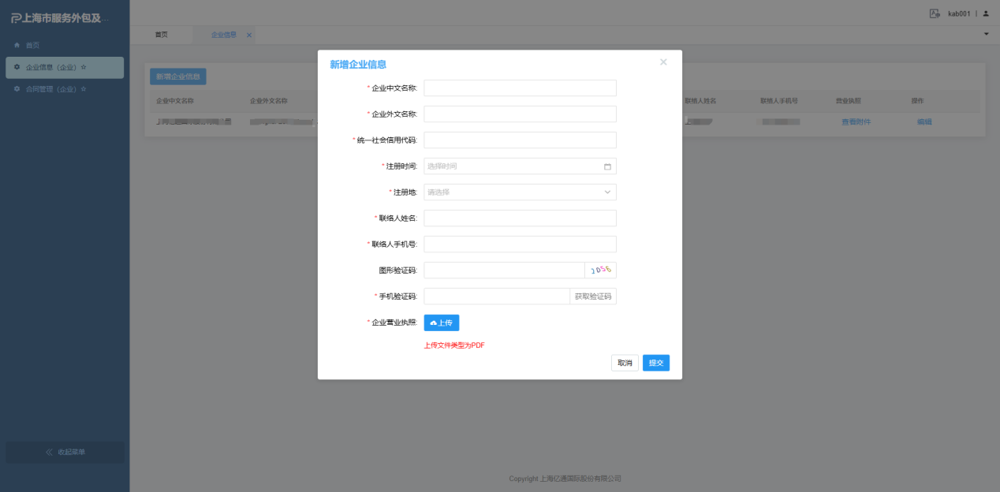 上海市服务外包及...
kab001
首页
企业信息
首页
企业信息（企业）
合同管理（企业）
新增企业信息
企业中文名称 企业外文名称 联络人姓名 联络人手机号 营业执照 操作
查看附件 编辑
新增企业信息
* 企业中文名称:
* 企业外文名称:
* 统一社会信用代码:
* 注册时间: 选择时间
* 注册地: 请选择
* 联络人姓名:
* 联络人手机号:
图形验证码:
* 手机验证码: 获取验证码
* 企业营业执照: 上传
上传文件类型为PDF
取消 提交
收起菜单
Copyright 上海亿通国际股份有限公司